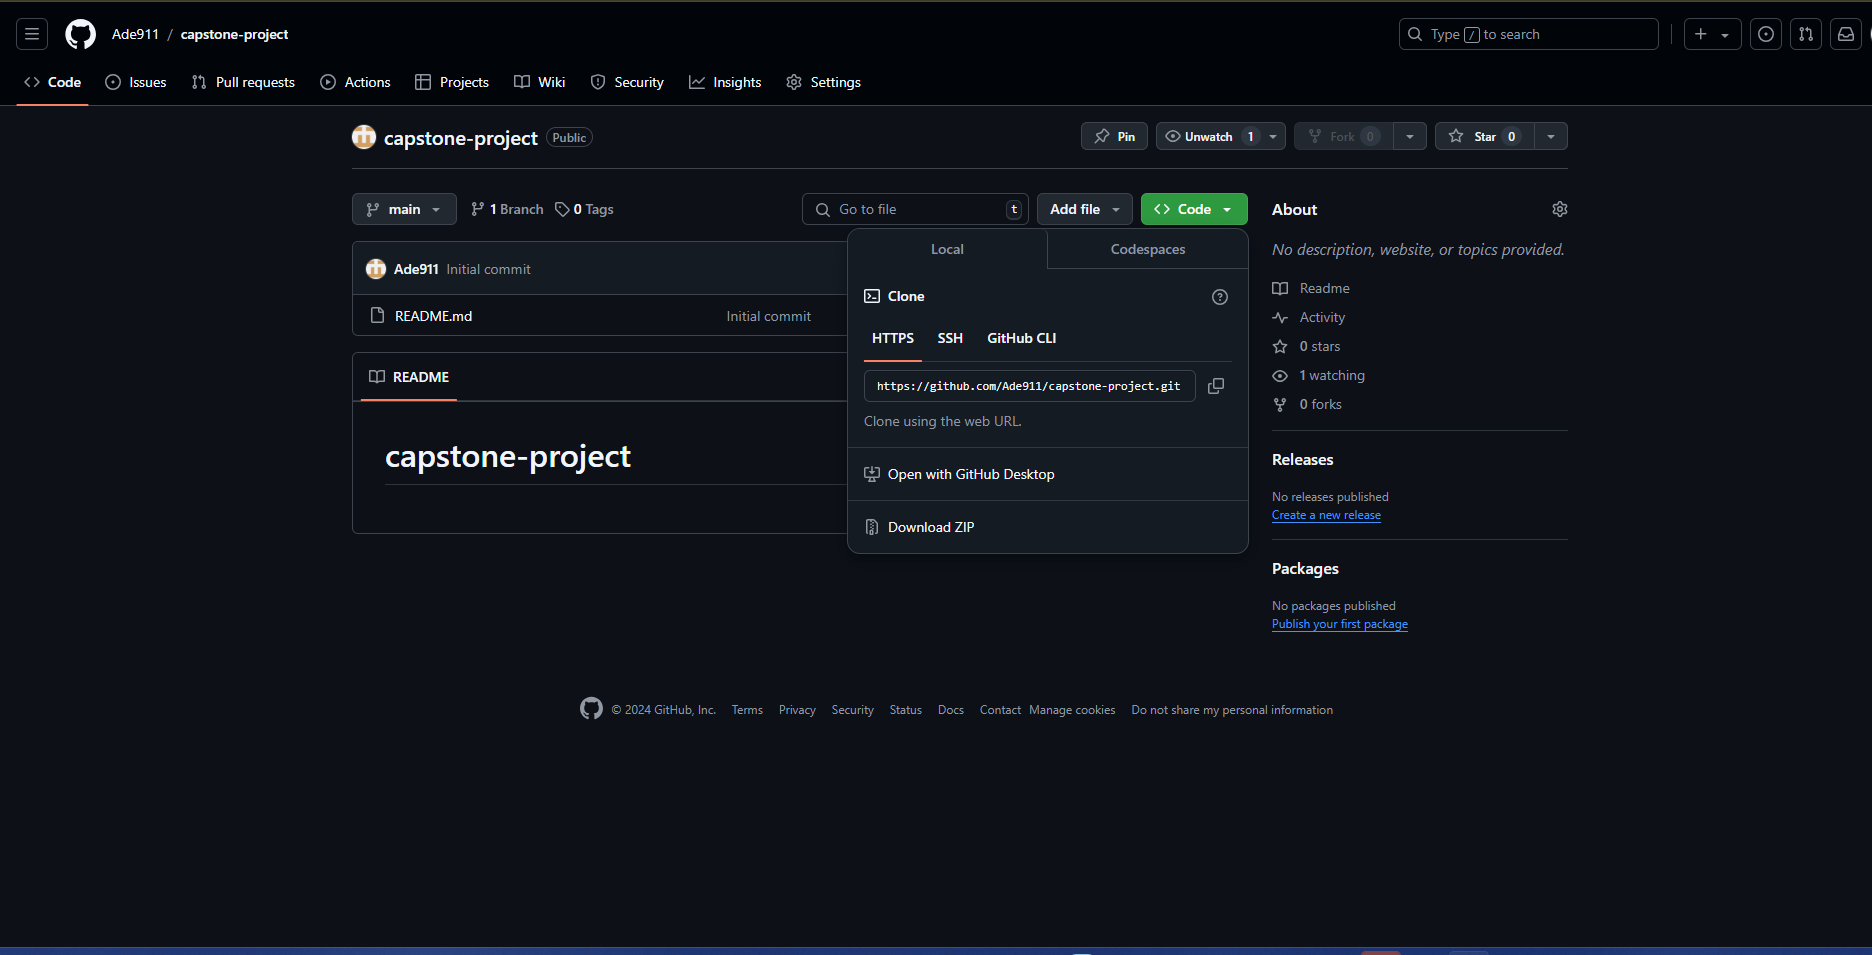 Ade911 / capstone-project
Type / to search
Code Issues Pull requests Actions Projects Wiki Security Insights Settings
capstone-project Public
Pin Unwatch 1 Fork 0 Star 0
main 1 Branch 0 Tags Go to file t Add file Code
Ade911 Initial commit
README.md Initial commit
README
capstone-project
Local Codespaces
Clone
HTTPS SSH GitHub CLI
https://github.com/Ade911/capstone-project.git
Clone using the web URL.
Open with GitHub Desktop
Download ZIP
About
No description, website, or topics provided.
Readme
Activity
0 stars
1 watching
0 forks
Releases
No releases published
Create a new release
Packages
No packages published
Publish your first package
© 2024 GitHub, Inc. Terms Privacy Security Status Docs Contact Manage cookies Do not share my personal information